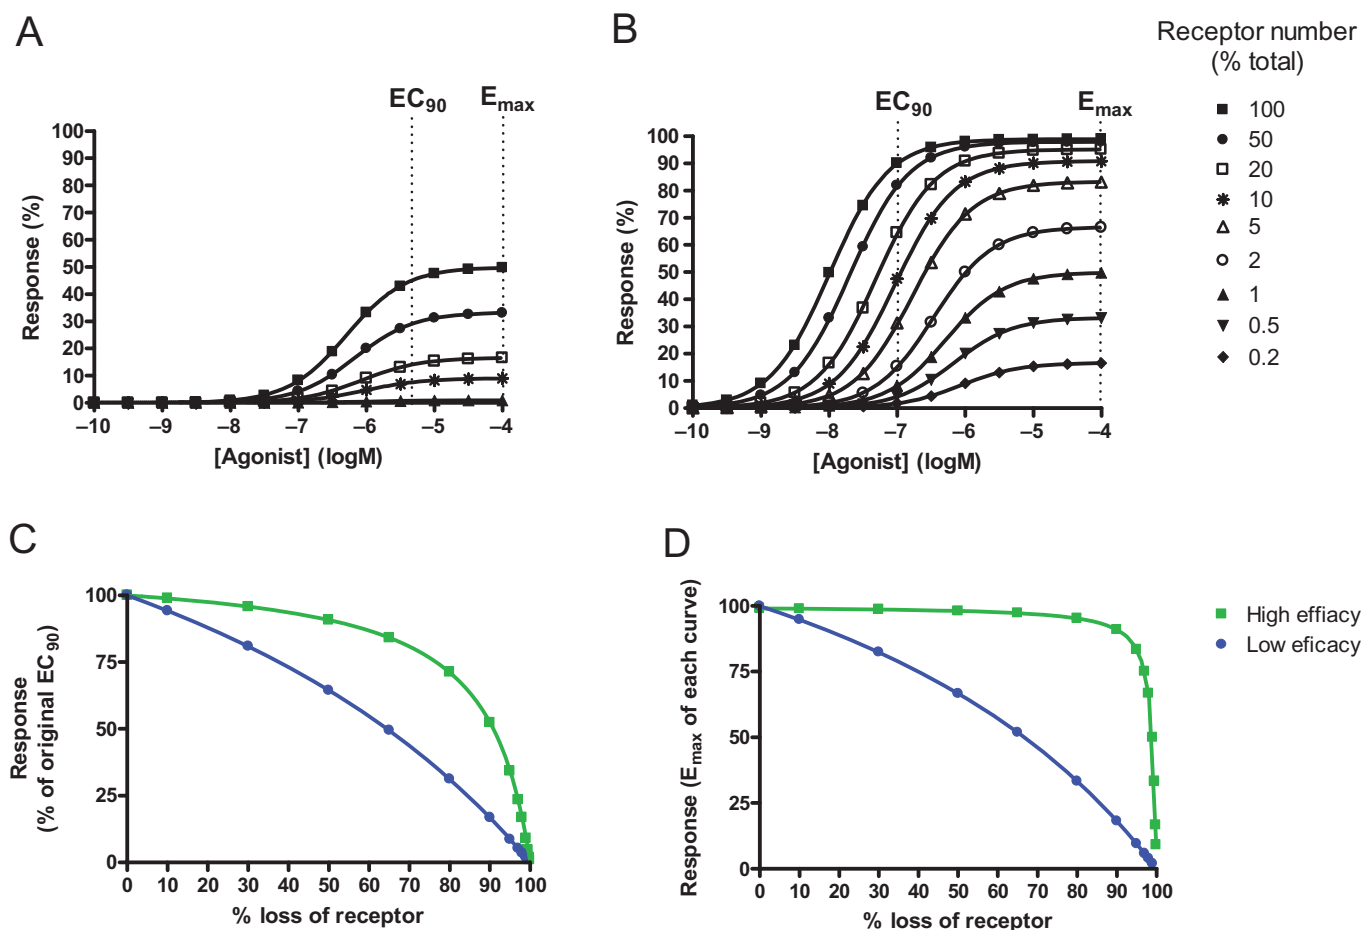 A
EC90
Emax
Response (%)
100
90
80
70
60
50
40
30
20
10
0
–10 –9 –8 –7 –6 –5 –4
[Agonist] (logM)
B
EC90
Emax
Response (%)
100
90
80
70
60
50
40
30
20
10
0
–10 –9 –8 –7 –6 –5 –4
[Agonist] (logM)
Receptor number
(% total)
100
50
20
10
5
2
1
0.5
0.2
C
Response
(% of original EC90)
100
75
50
25
0
0 10 20 30 40 50 60 70 80 90 100
% loss of receptor
D
Response (Emax of each curve)
100
75
50
25
0
0 10 20 30 40 50 60 70 80 90 100
% loss of receptor
High effiacy
Low eficacy